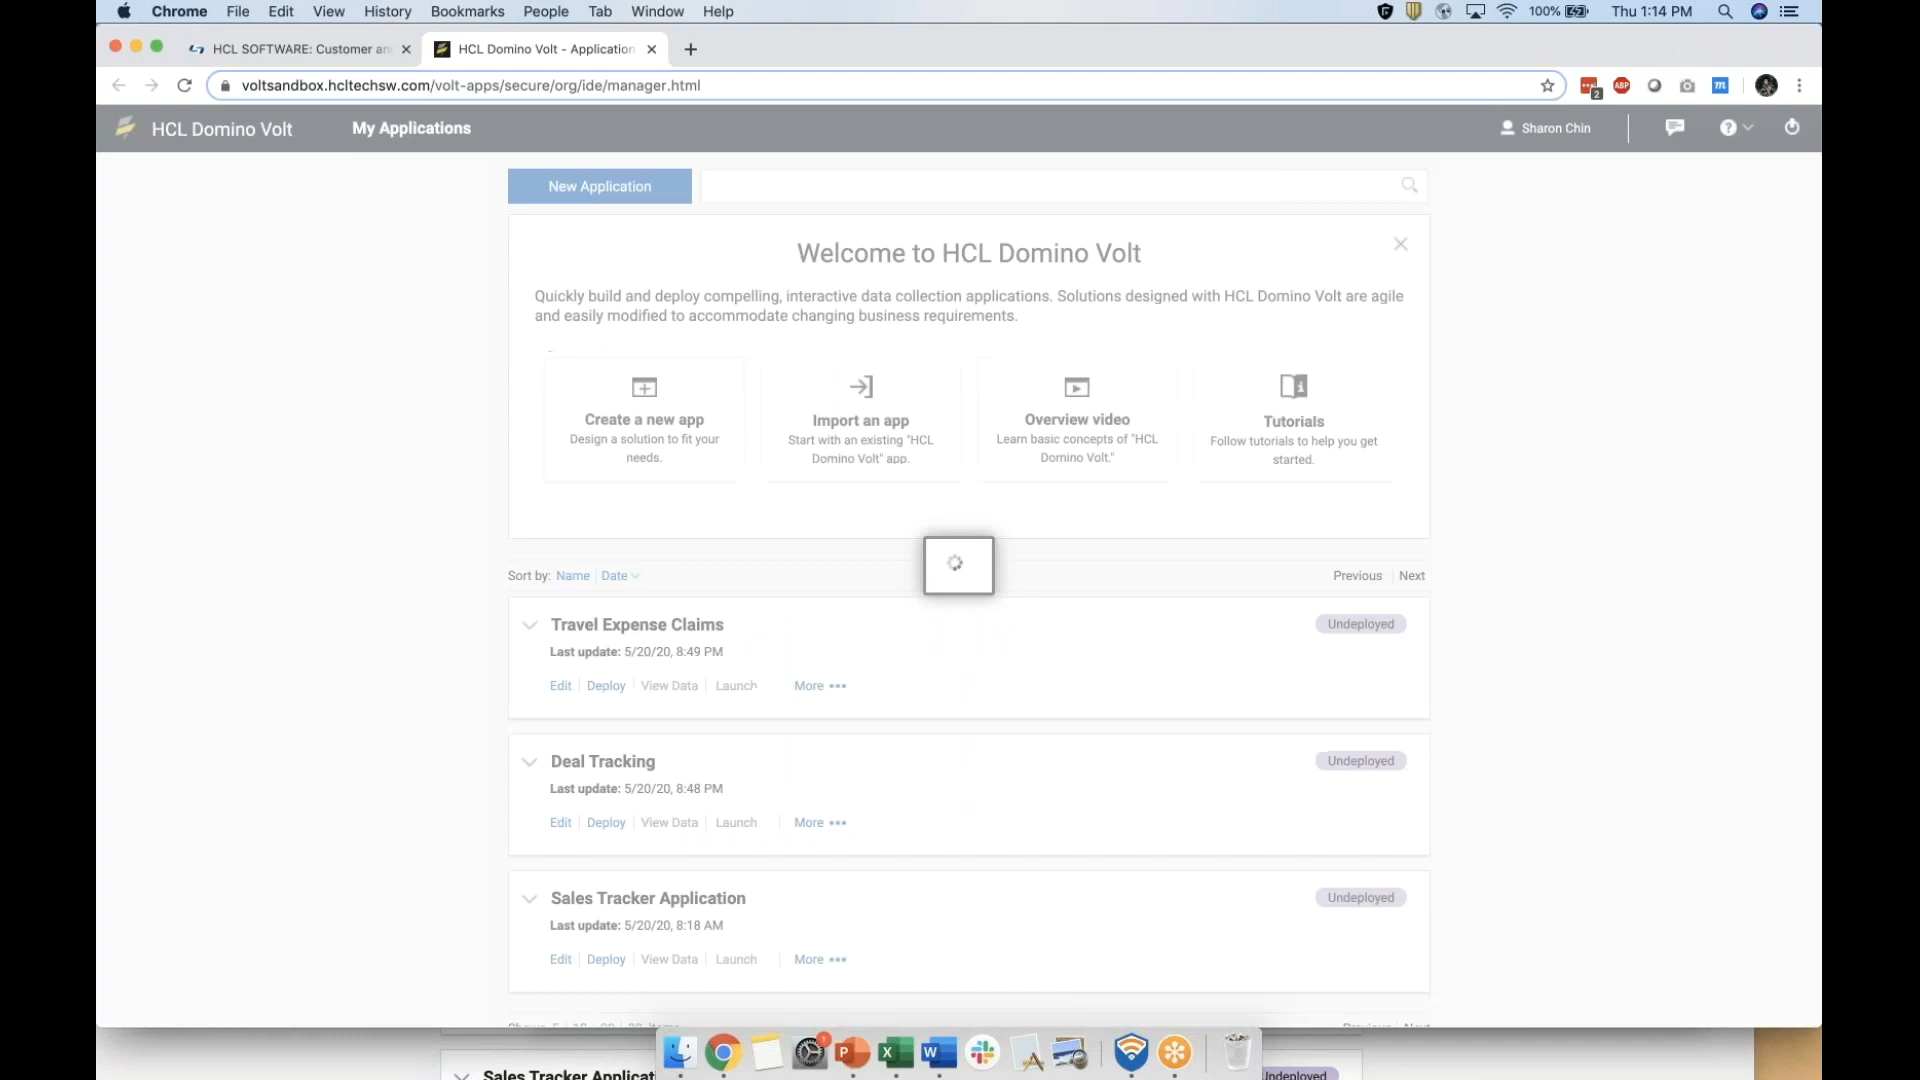 Chrome File Edit View History Bookmarks People Tab Window Help 100% Thu 1:14 PM
HCL SOFTWARE: Customer an HCL Domino Volt - Application
voltsandbox.hcltechsw.com/volt-apps/secure/org/ide/manager.html ABP m 2
HCL Domino Volt My Applications Sharon Chin
New Application
Welcome to HCL Domino Volt
Quickly build and deploy compelling, interactive data collection applications. Solutions designed with HCL Domino Volt are agile
and easily modified to accommodate changing business requirements.
Create a new app
Design a solution to fit your
needs.
Import an app
Start with an existing "HCL
Domino Volt" app.
Overview video
Learn basic concepts of "HCL
Domino Volt."
Tutorials
Follow tutorials to help you get
started.
Sort by: Name Date Previous Next
Travel Expense Claims Undeployed
Last update: 5/20/20, 8:49 PM
Edit Deploy View Data Launch More
Deal Tracking Undeployed
Last update: 5/20/20, 8:48 PM
Edit Deploy View Data Launch More
Sales Tracker Application Undeployed
Last update: 5/20/20, 8:18 AM
Edit Deploy View Data Launch More
Sales Tracker Applicati Undeployed